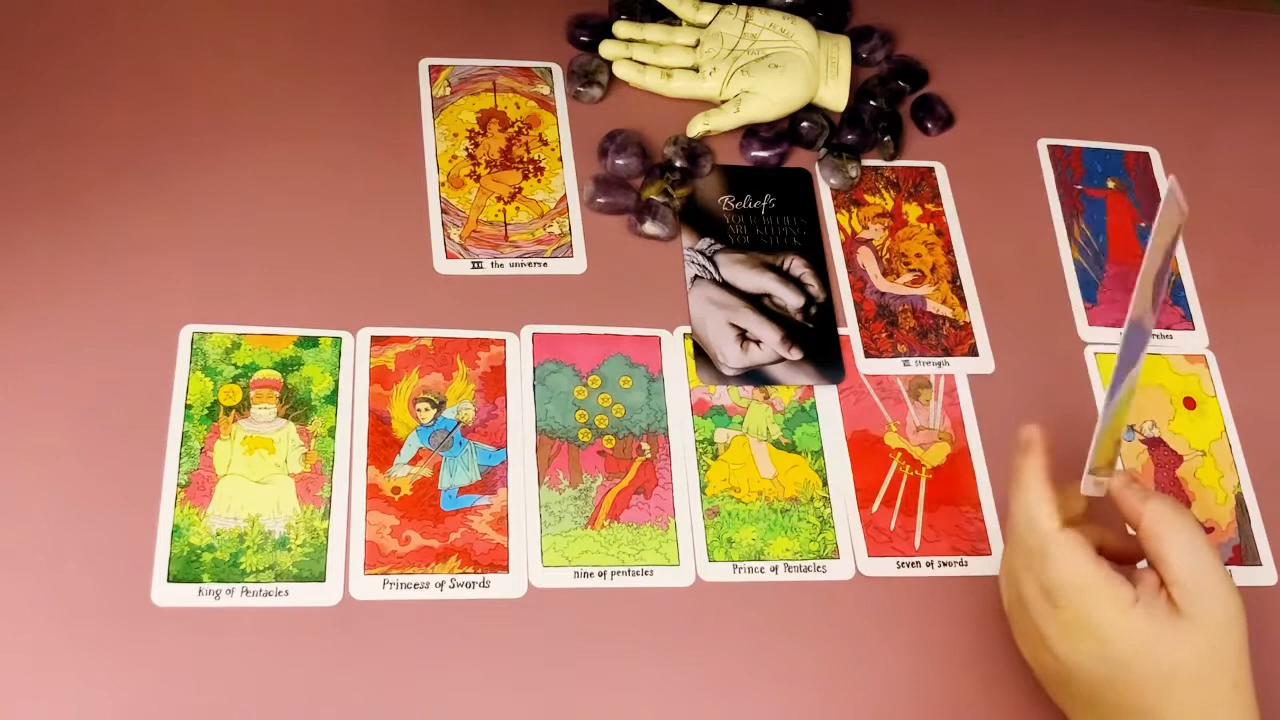 XXI the universe
Beliefs
YOUR BELIEFS
ARE KEEPING
YOU STUCK
VIII strength
King of Pentacles
Princess of Swords
nine of pentacles
Prince of Pentacles
seven of swords